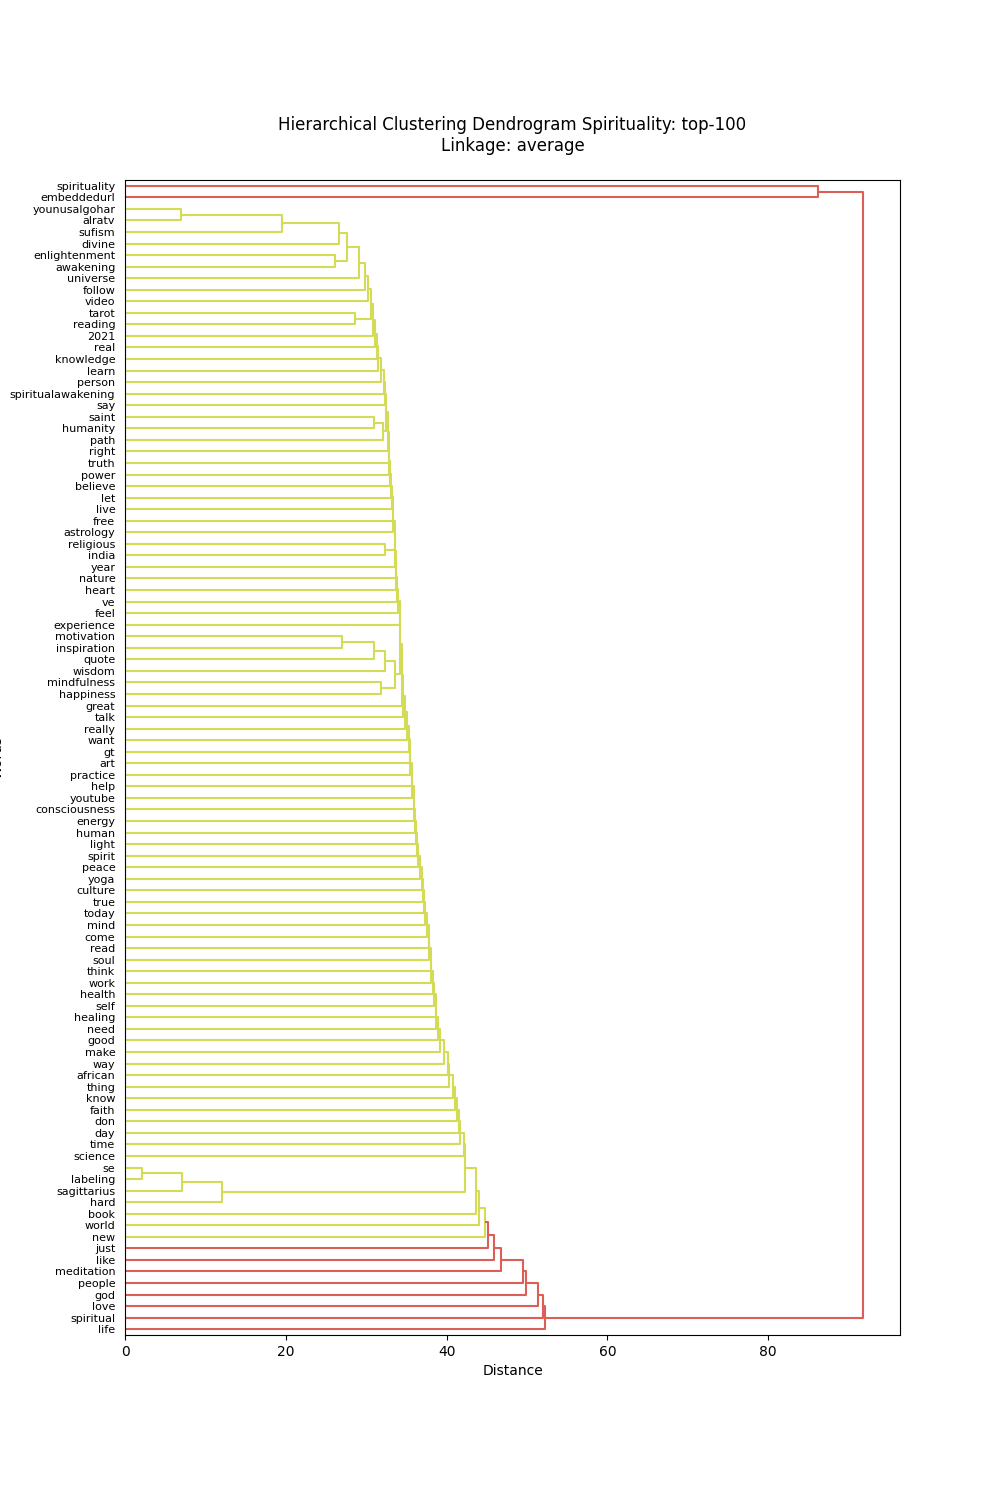 Hierarchical Clustering Dendrogram Spirituality: top-100
Linkage: average
spirituality
embeddedurl
younusalgohar
alratv
sufism
divine
enlightenment
awakening
universe
follow
video
tarot
reading
2021
real
knowledge
learn
person
spiritualawakening
say
saint
humanity
path
right
truth
power
believe
let
live
free
astrology
religious
india
year
nature
heart
ve
feel
experience
motivation
inspiration
quote
wisdom
mindfulness
happiness
great
talk
really
want
gt
art
practice
help
youtube
consciousness
energy
human
light
spirit
peace
yoga
culture
true
today
mind
come
read
soul
think
work
health
self
healing
need
good
make
way
african
thing
know
faith
don
day
time
science
se
labeling
sagittarius
hard
book
world
new
just
like
meditation
people
god
love
spiritual
life
0 20 40 60 80
Distance